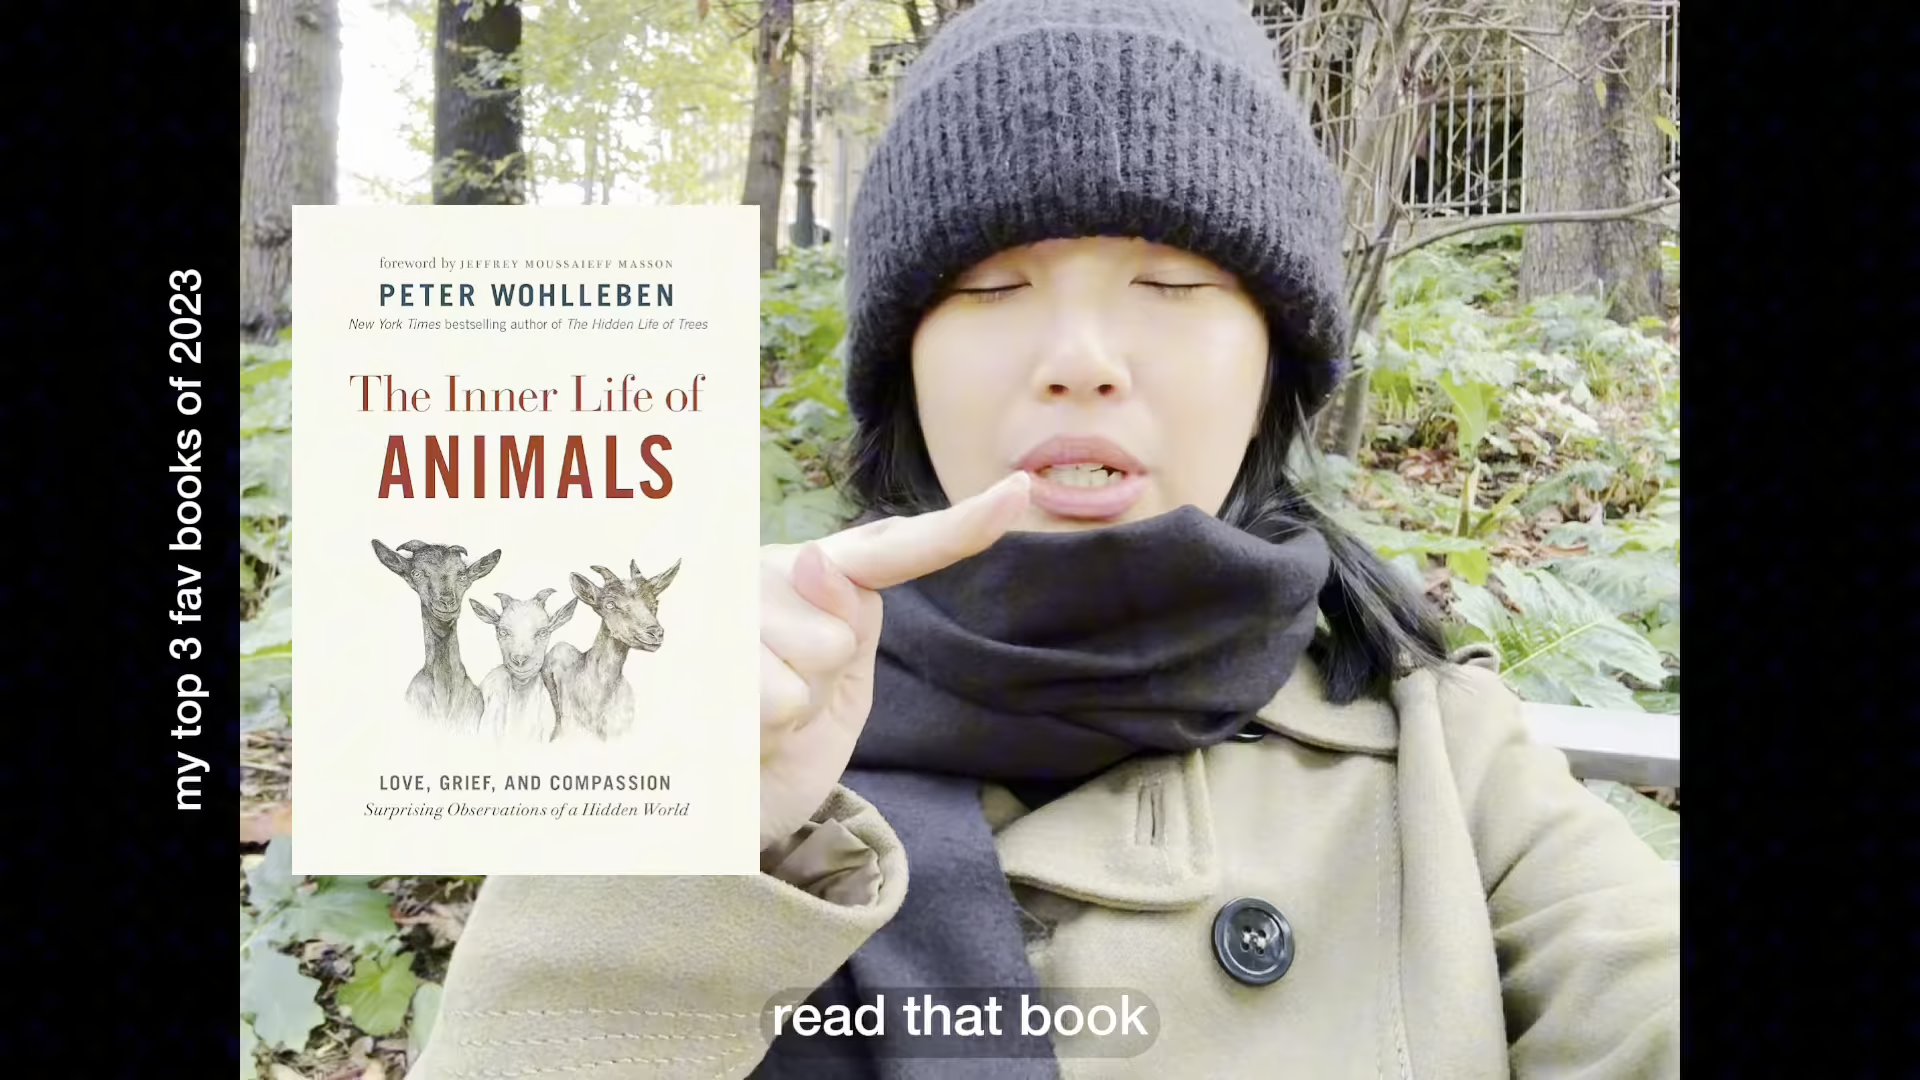 my top 3 fav books of 2023
foreword by JEFFREY MOUSSAIEFF MASSON
PETER WOHLLEBEN
New York Times bestselling author of The Hidden Life of Trees
The Inner Life of
ANIMALS
LOVE, GRIEF, AND COMPASSION
Surprising Observations of a Hidden World
read that book